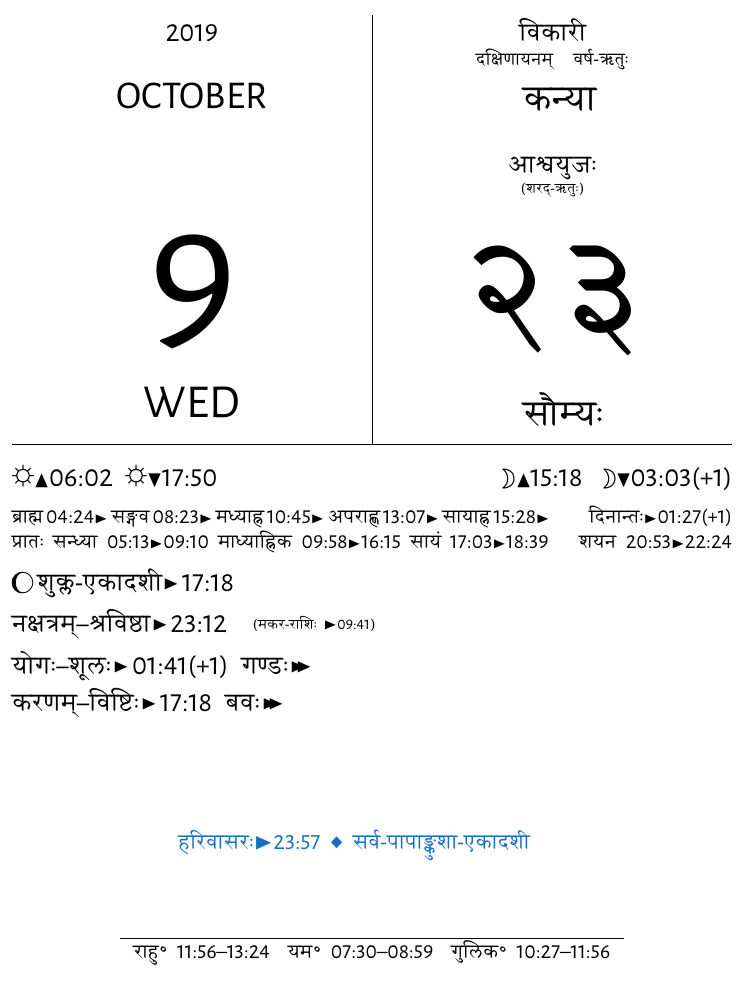 2019
OCTOBER
9
WED
विकारी
दक्षिणायनम् वर्ष-ऋतुः
कन्या
आश्वयुजः
(शरद्-ऋतुः)
२३
सौम्यः
☼▲06:02 ☼▼17:50 ☽▲15:18 ☽▼03:03(+1)
ब्राह्म 04:24► सङ्गव 08:23► मध्याह्न 10:45► अपराह्ण 13:07► सायाह्न 15:28► दिनान्तः►01:27(+1)
प्रातः सन्ध्या 05:13►09:10 माध्याह्निक 09:58►16:15 सायं 17:03►18:39 शयन 20:53►22:24
शुक्ल-एकादशी►17:18
नक्षत्रम्–श्रविष्ठा►23:12 (मकर-राशिः ►09:41)
योगः–शूलः►01:41(+1) गण्डः►►
करणम्–विष्टिः►17:18 बवः►►
हरिवासरः►23:57 ◆ सर्व-पापाङ्कुशा-एकादशी
राहु° 11:56–13:24 यम° 07:30–08:59 गुलिक° 10:27–11:56